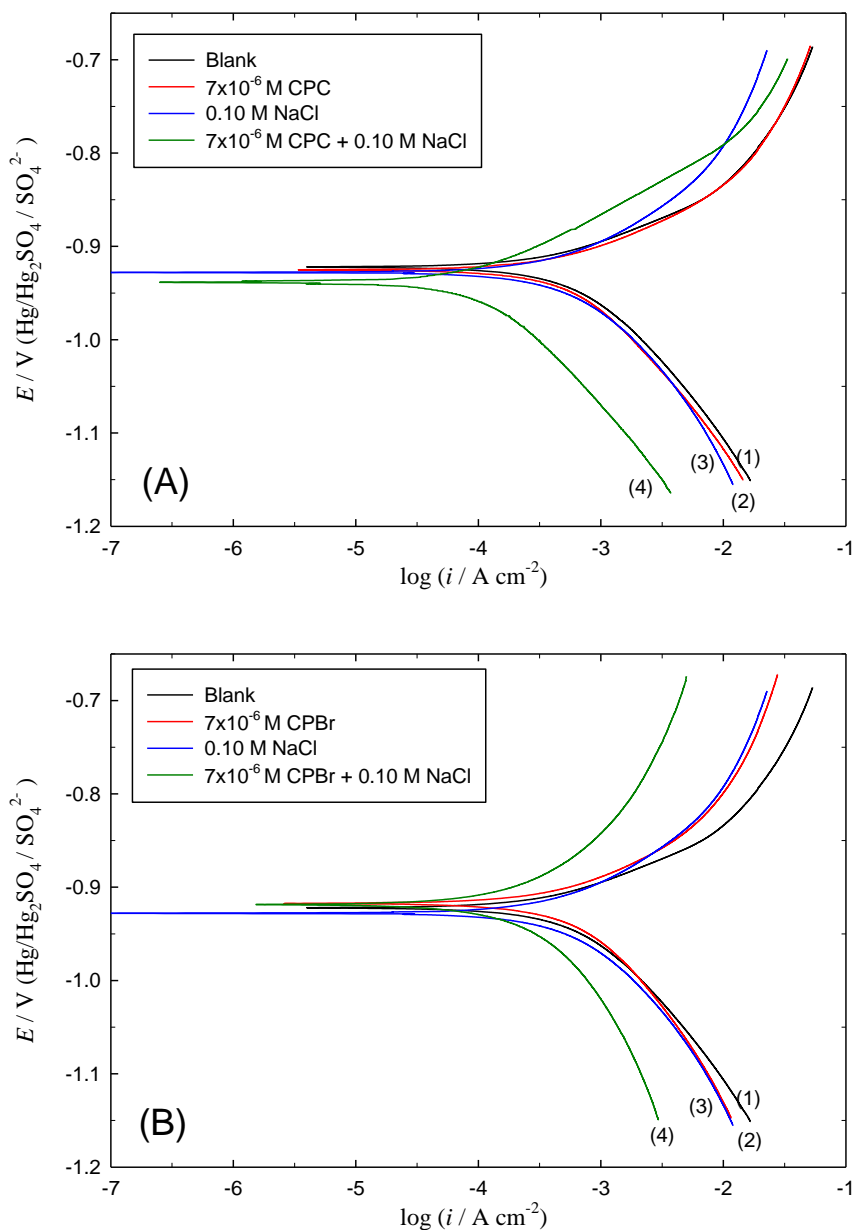 -0.7
-0.8
-0.9
-1.0
-1.1
-1.2
E / V (Hg/Hg₂SO₄ / SO₄²⁻)
Blank
7x10⁻⁶ M CPC
0.10 M NaCl
7x10⁻⁶ M CPC + 0.10 M NaCl
(A)
(1)
(3)
(4)
(2)
-7 -6 -5 -4 -3 -2 -1
log (i / A cm⁻²)
-0.7
-0.8
-0.9
-1.0
-1.1
-1.2
E / V (Hg/Hg₂SO₄ / SO₄²⁻)
Blank
7x10⁻⁶ M CPBr
0.10 M NaCl
7x10⁻⁶ M CPBr + 0.10 M NaCl
(B)
(1)
(3)
(4)
(2)
-7 -6 -5 -4 -3 -2 -1
log (i / A cm⁻²)